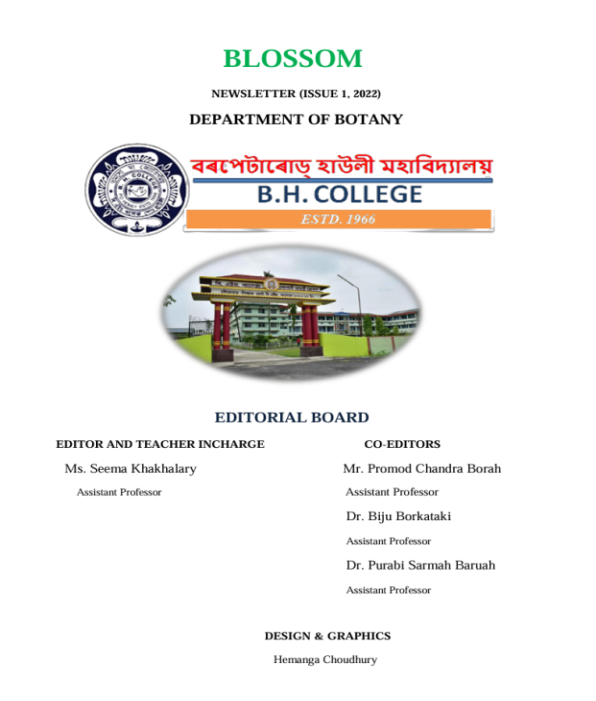 BLOSSOM
NEWSLETTER (ISSUE 1, 2022)
DEPARTMENT OF BOTANY
বৰপেটাৰোড্ হাউলী মহাবিদ্যালয়
B.H. COLLEGE
ESTD. 1966
B.H. COLLEGE
EDITORIAL BOARD
EDITOR AND TEACHER INCHARGE
Ms. Seema Khakhalary
Assistant Professor
CO-EDITORS
Mr. Promod Chandra Borah
Assistant Professor
Dr. Biju Borkataki
Assistant Professor
Dr. Purabi Sarmah Baruah
Assistant Professor
DESIGN & GRAPHICS
Hemanga Choudhury